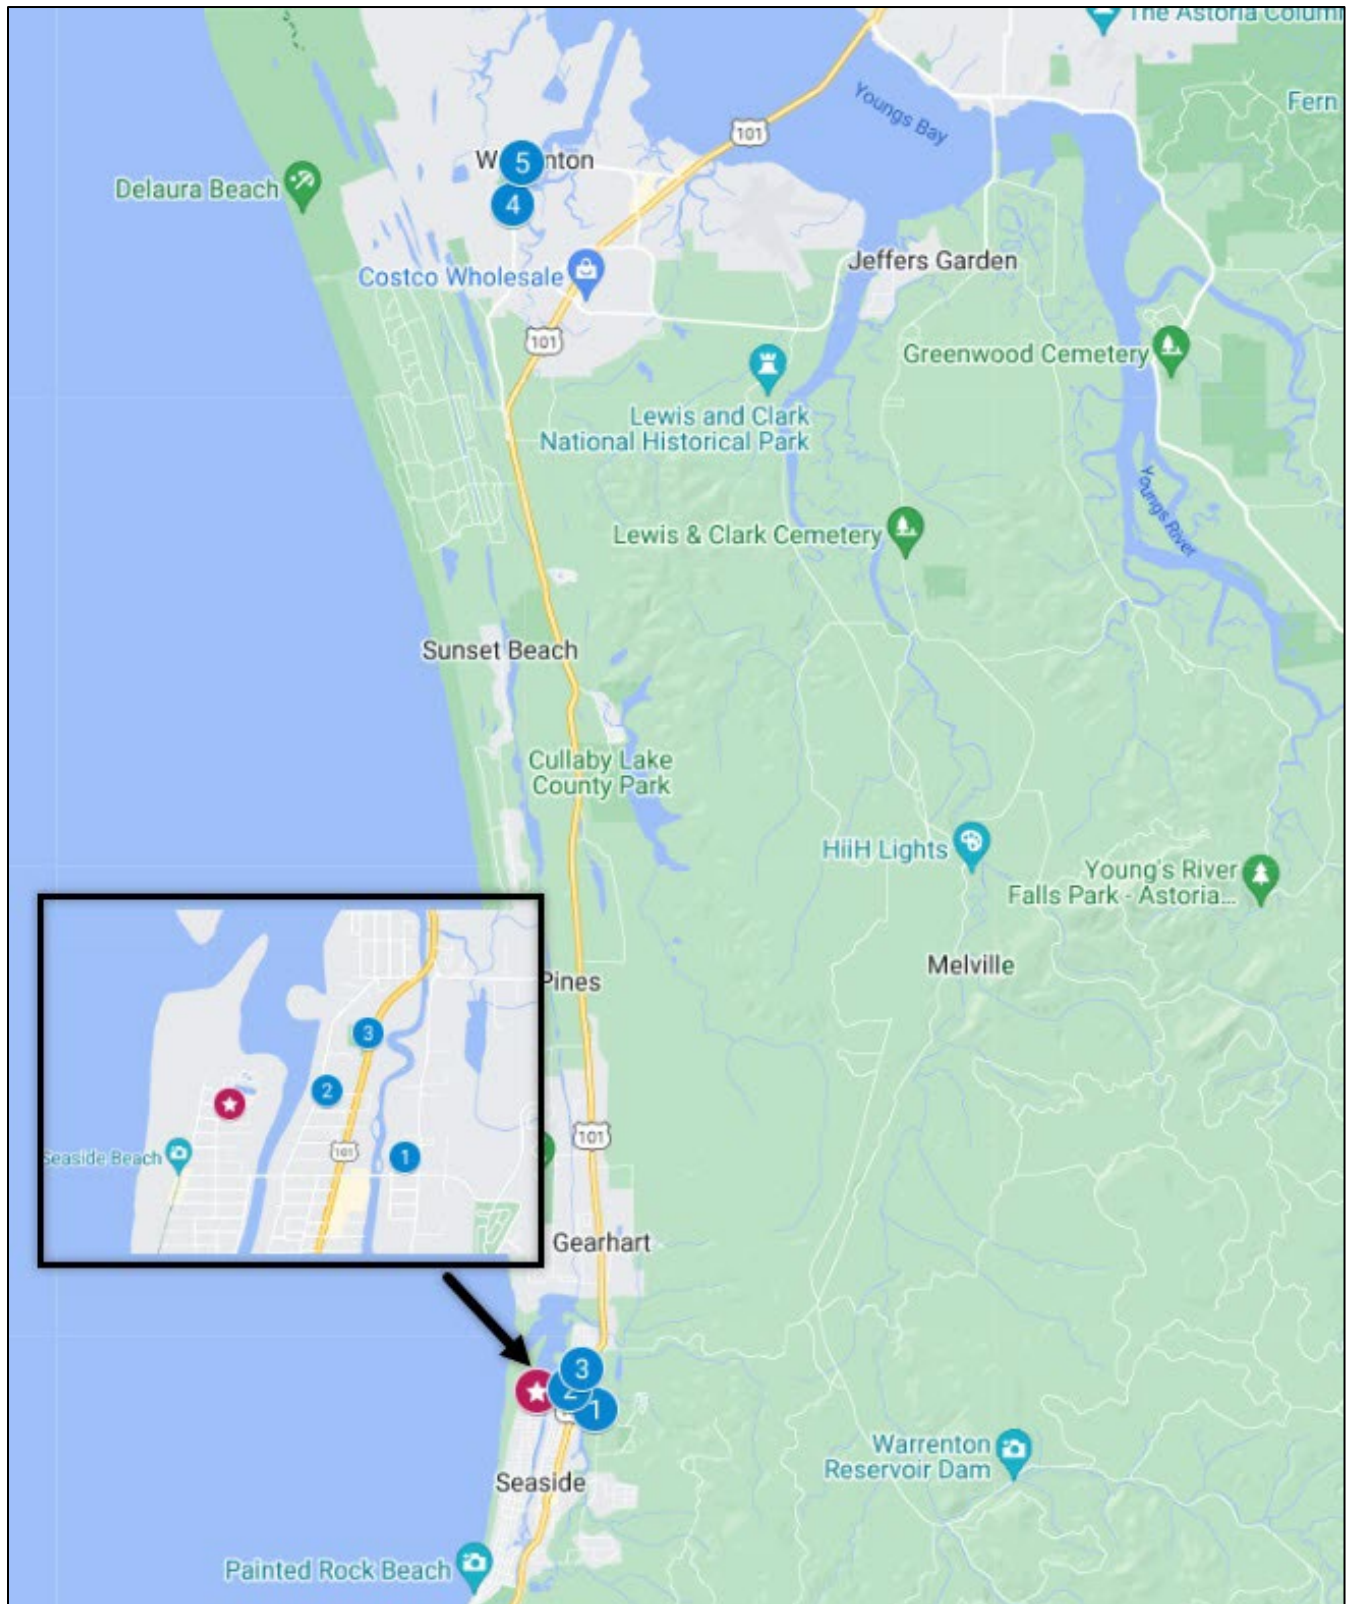 The Astoria Column
Youngs Bay
Fern
101
W
nton
5
4
Delaura Beach
Costco Wholesale
Jeffers Garden
101
Greenwood Cemetery
Lewis and Clark
National Historical Park
Youngs River
Lewis & Clark Cemetery
Sunset Beach
Cullaby Lake
County Park
HiiH Lights
Young's River
Falls Park - Astoria...
Melville
Pines
3
2
101
1
Seaside Beach
101
Gearhart
3
2
1
Seaside
Warrenton
Reservoir Dam
Painted Rock Beach